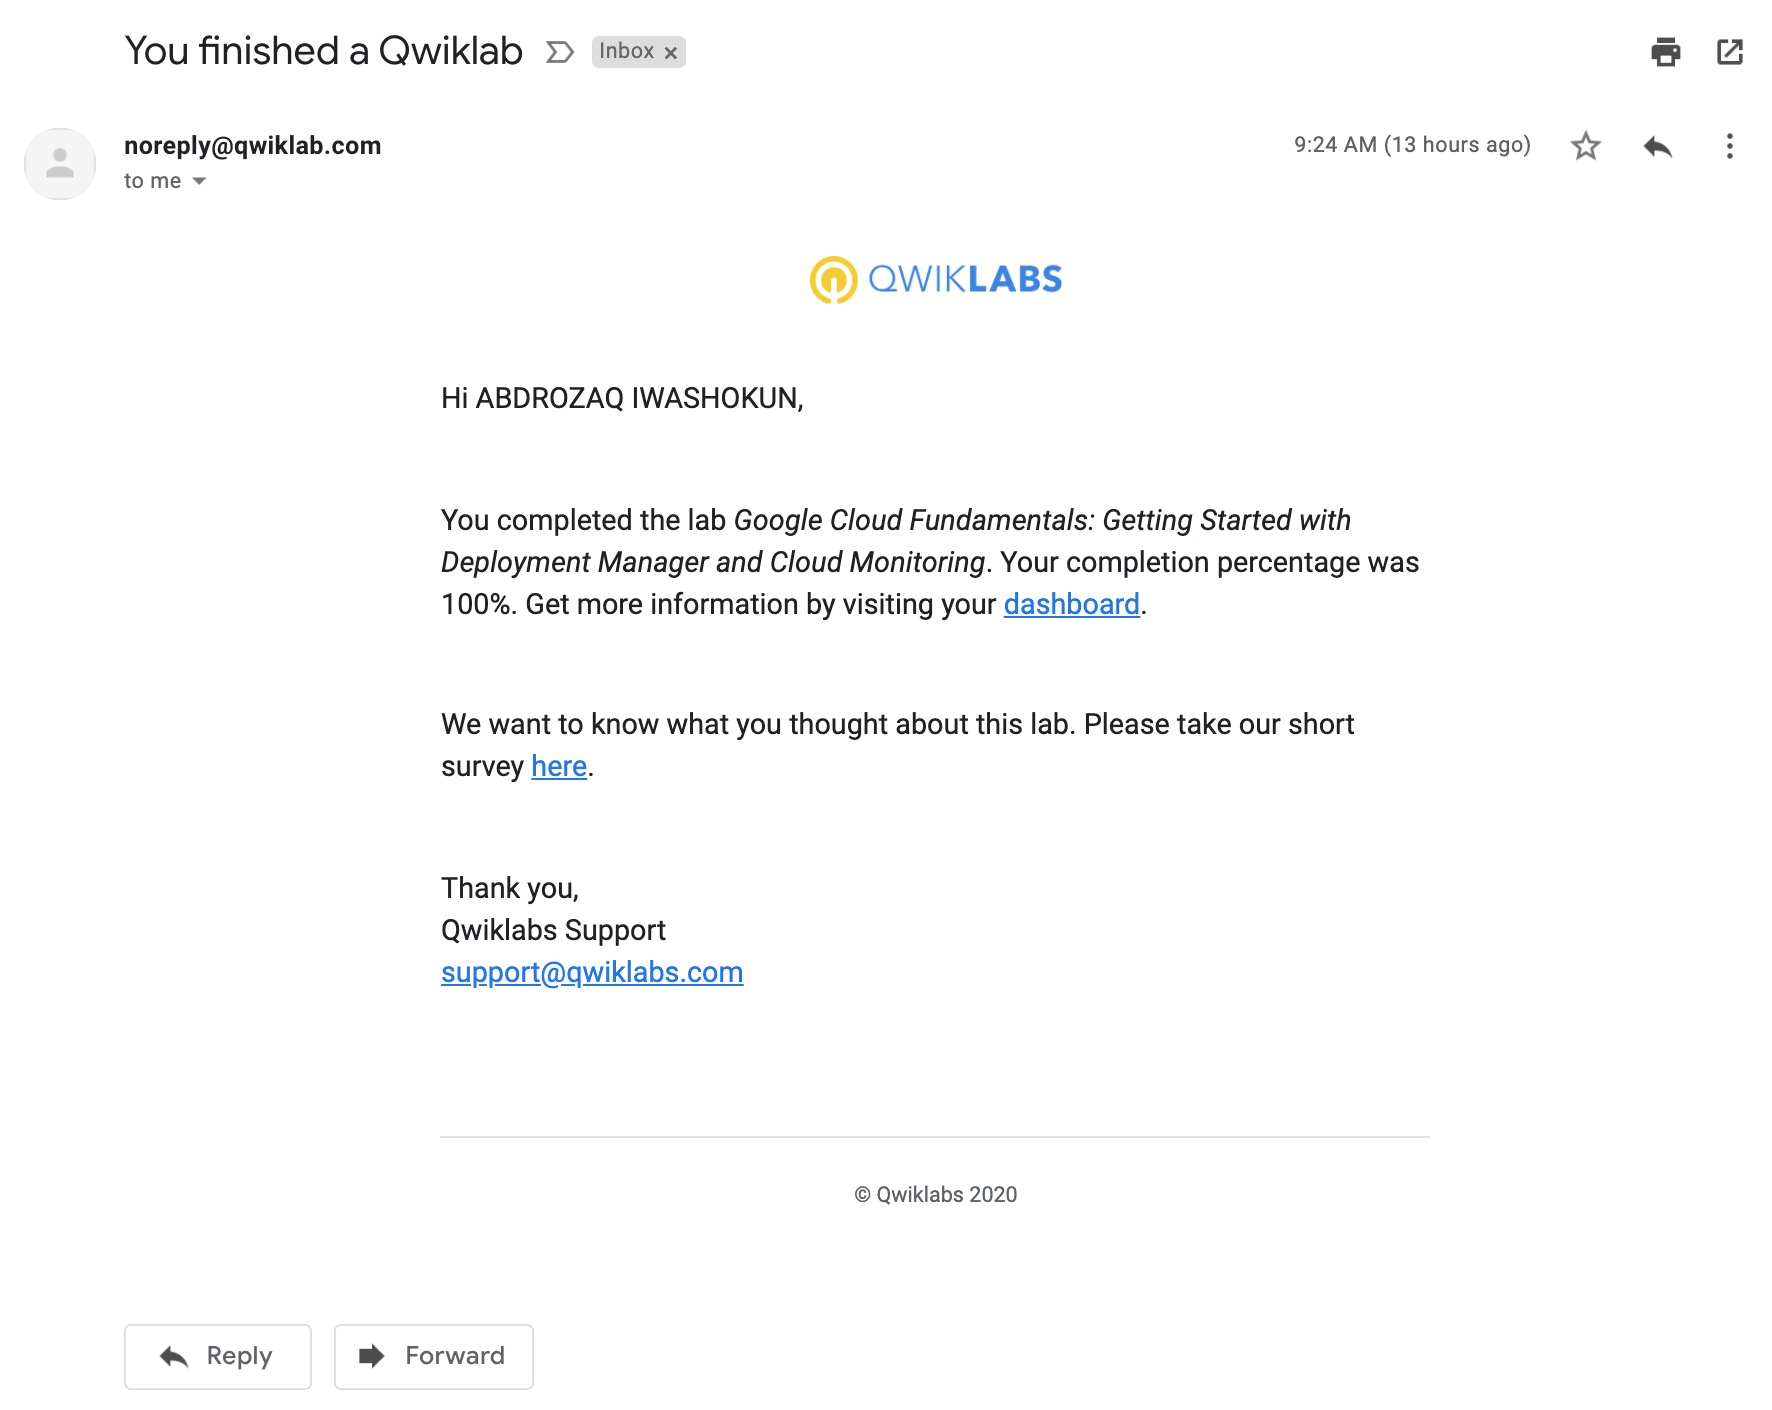 You finished a Qwiklab Inbox ×
noreply@qwiklab.com 9:24 AM (13 hours ago)
to me
QWIKLABS
Hi ABDROZAQ IWASHOKUN,
You completed the lab Google Cloud Fundamentals: Getting Started with
Deployment Manager and Cloud Monitoring. Your completion percentage was
100%. Get more information by visiting your dashboard.
We want to know what you thought about this lab. Please take our short
survey here.
Thank you,
Qwiklabs Support
support@qwiklabs.com
© Qwiklabs 2020
Reply Forward